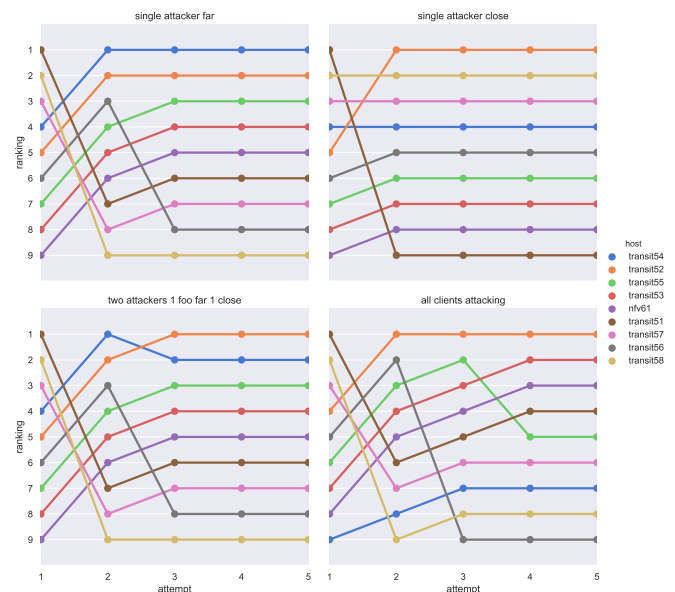 single attacker far
single attacker close
1
2
3
4
5
6
7
8
9
ranking
host
transit54
transit52
transit55
transit53
nfv61
transit51
transit57
transit56
transit58
two attackers 1 foo far 1 close
all clients attacking
1
2
3
4
5
6
7
8
9
ranking
1 2 3 4 5
1 2 3 4 5
attempt
attempt